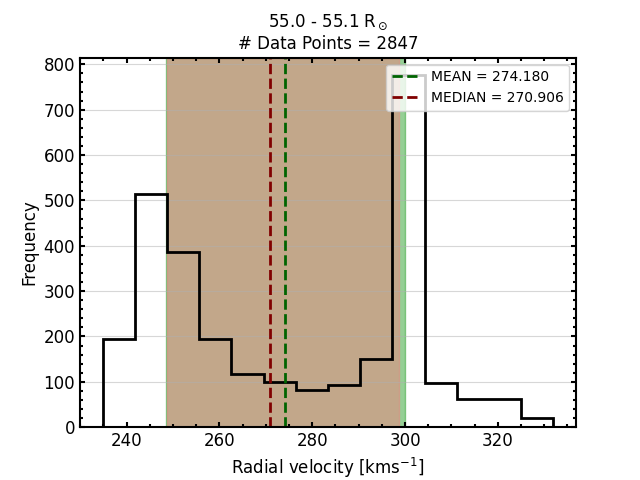 55.0 - 55.1 R⊙
# Data Points = 2847
MEAN = 274.180
MEDIAN = 270.906
800
700
600
500
400
300
200
100
0
Frequency
240 260 280 300 320
Radial velocity [kms⁻¹]